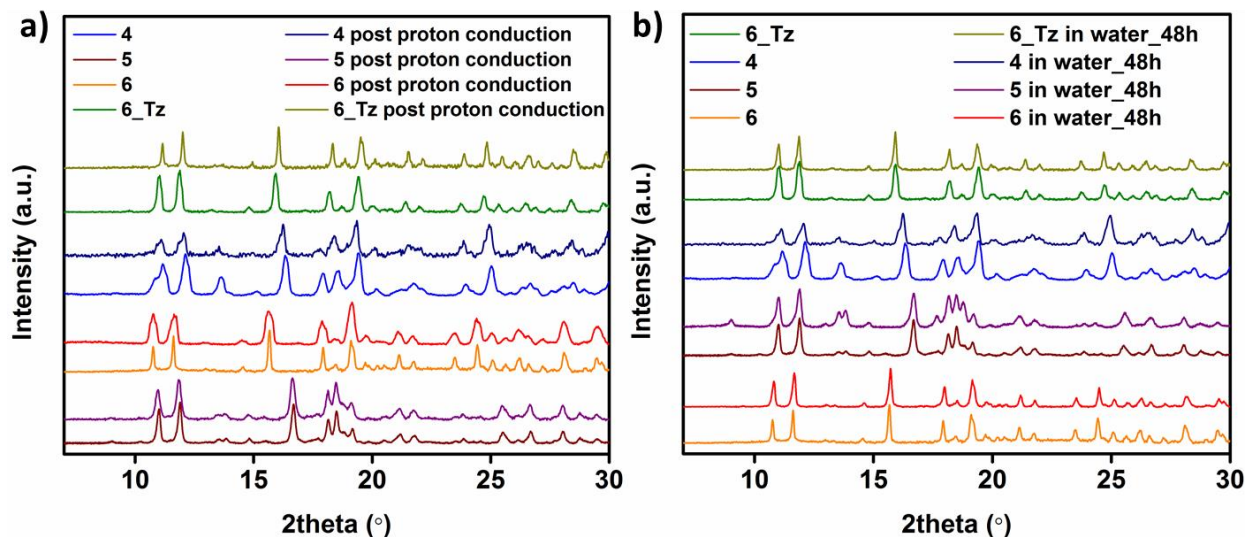 a)
4
4 post proton conduction
5
5 post proton conduction
6
6 post proton conduction
6_Tz
6_Tz post proton conduction
Intensity (a.u.)
10 15 20 25 30
2theta (°)
b)
6_Tz
6_Tz in water_48h
4
4 in water_48h
5
5 in water_48h
6
6 in water_48h
Intensity (a.u.)
10 15 20 25 30
2theta (°)